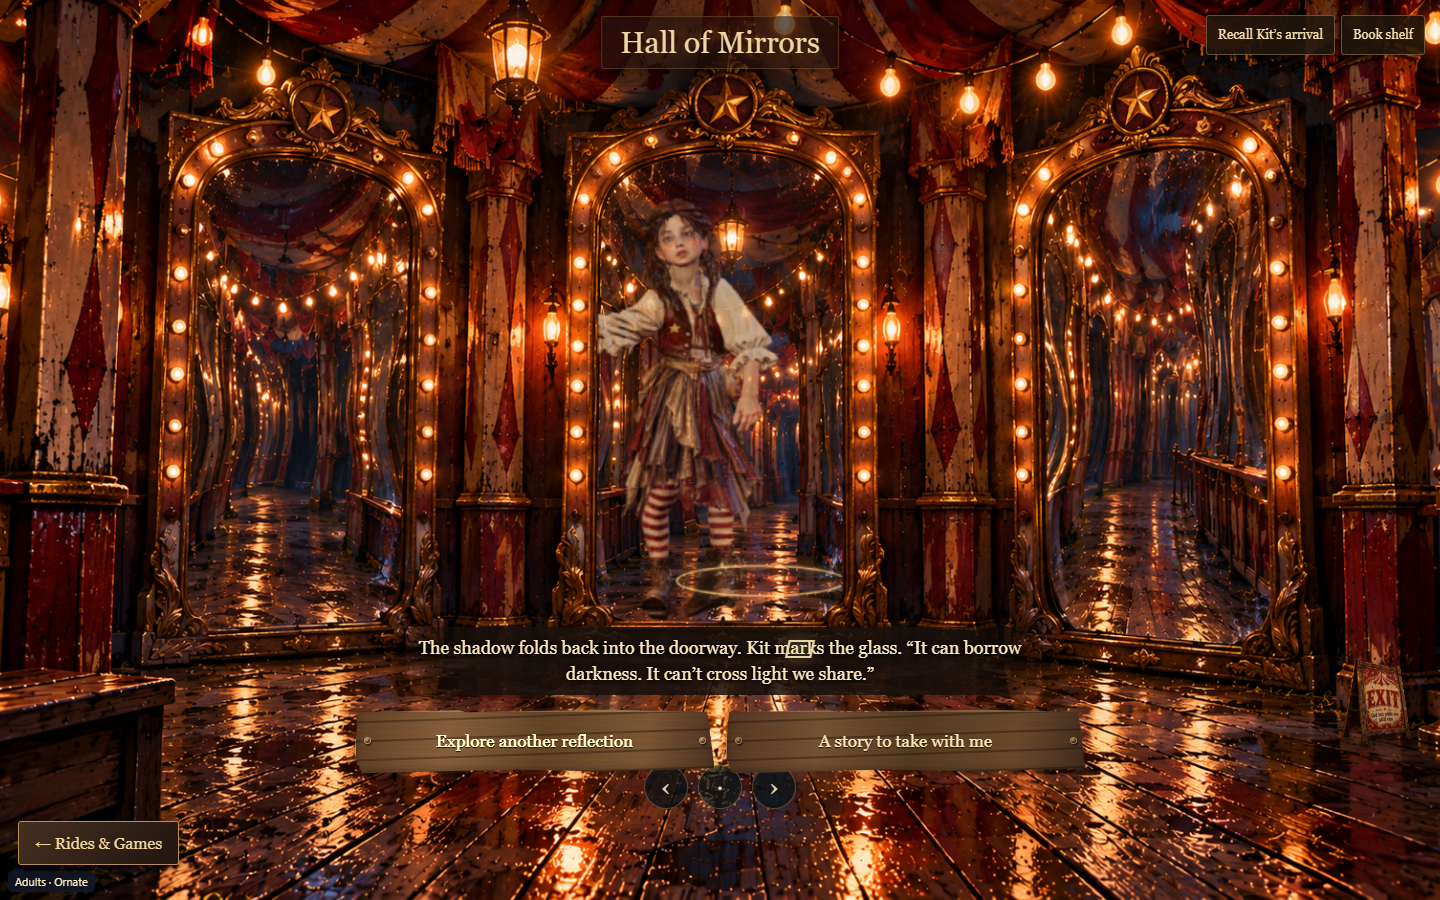 Hall of Mirrors
Recall Kit’s arrival
Book shelf
The shadow folds back into the doorway. Kit marks the glass. “It can borrow
darkness. It can’t cross light we share.”
EXIT
Explore another reflection
A story to take with me
← Rides & Games
Adults · Ornate